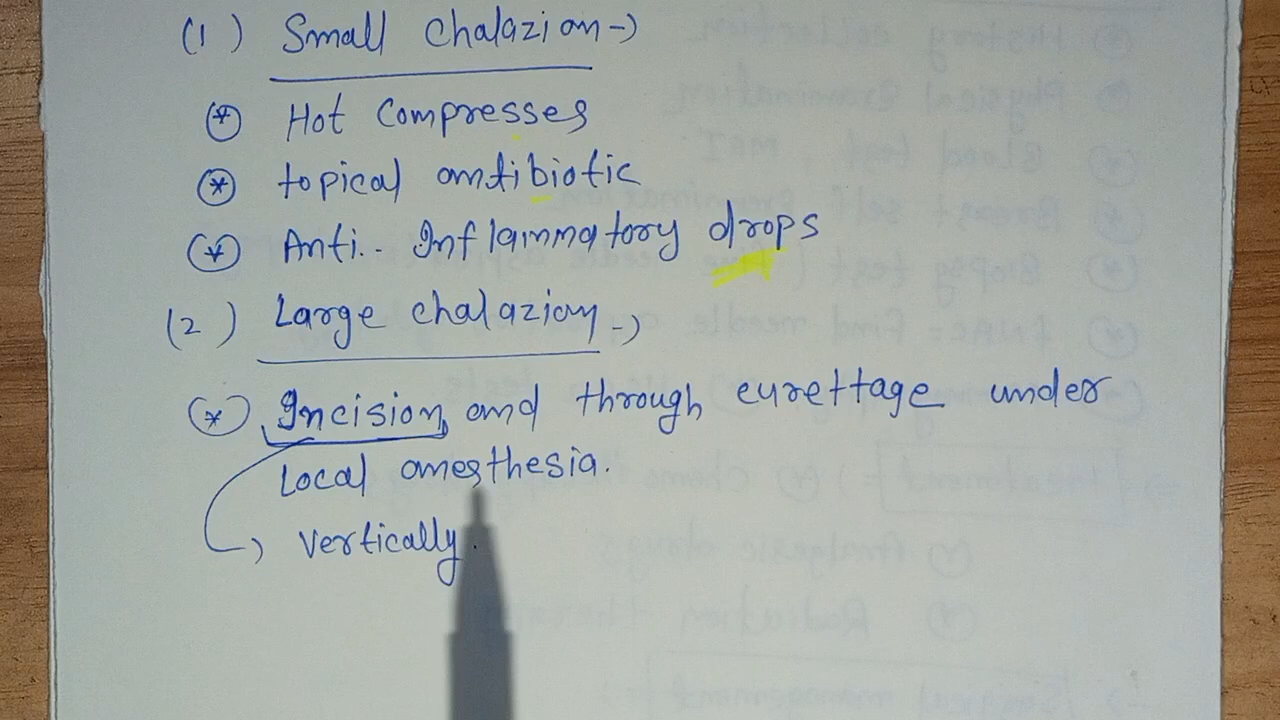 (1) Small chalazion →
* Hot compresses
* topical antibiotic
* Anti-Inflammatory drops
(2) Large chalazion →
* Incision and through eurettage under
Local anesthesia.
→ vertically.